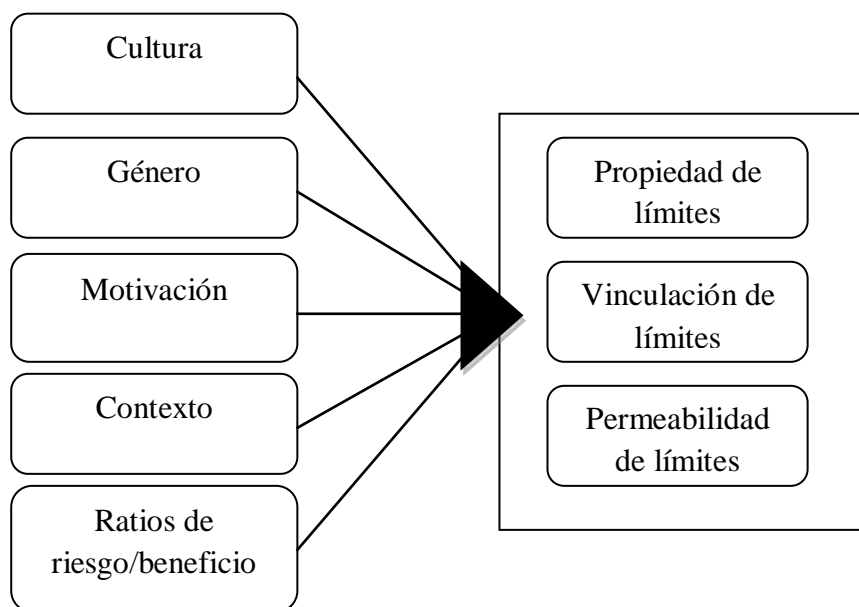 Cultura
Género
Motivación
Contexto
Ratios de
riesgo/beneficio
Propiedad de
límites
Vinculación de
límites
Permeabilidad
de límites